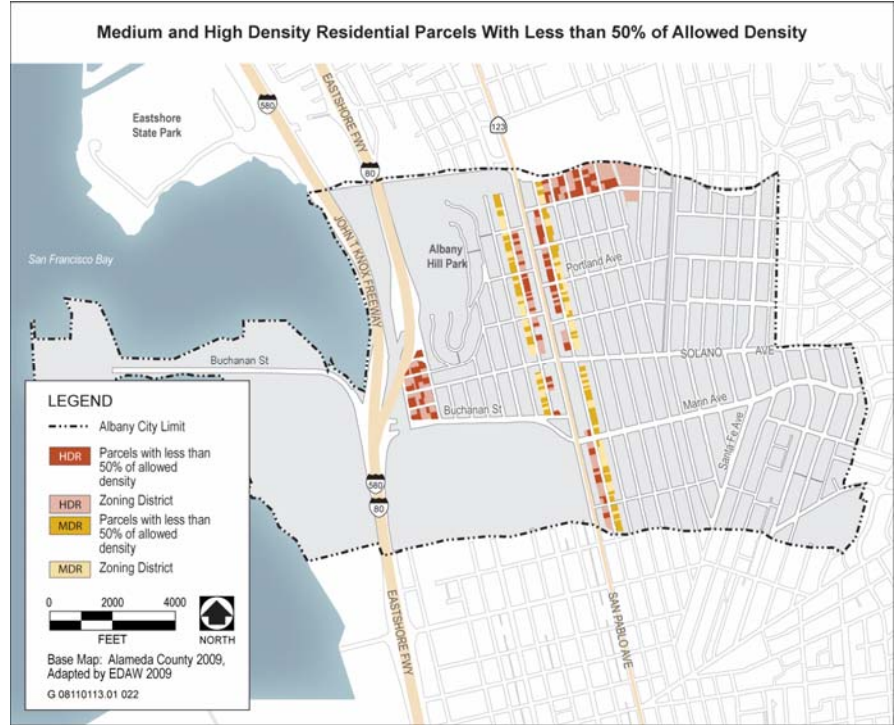 Medium and High Density Residential Parcels With Less than 50% of Allowed Density
580
EASTSHORE FWY
123
Eastshore
State Park
80
JOHN T KNOX FREEWAY
Albany
Hill Park
Portland Ave
San Francisco Bay
Buchanan St
SOLANO AVE
Marin Ave
Buchanan St
Santa Fe Ave
580
80
EASTSHORE FWY
SAN PABLO AVE
LEGEND
Albany City Limit
HDR Parcels with less than
50% of allowed
density
HDR Zoning District
MDR Parcels with less than
50% of allowed
density
MDR Zoning District
0 2000 4000
FEET
NORTH
Base Map: Alameda County 2009,
Adapted by EDAW 2009
G 08110113.01 022